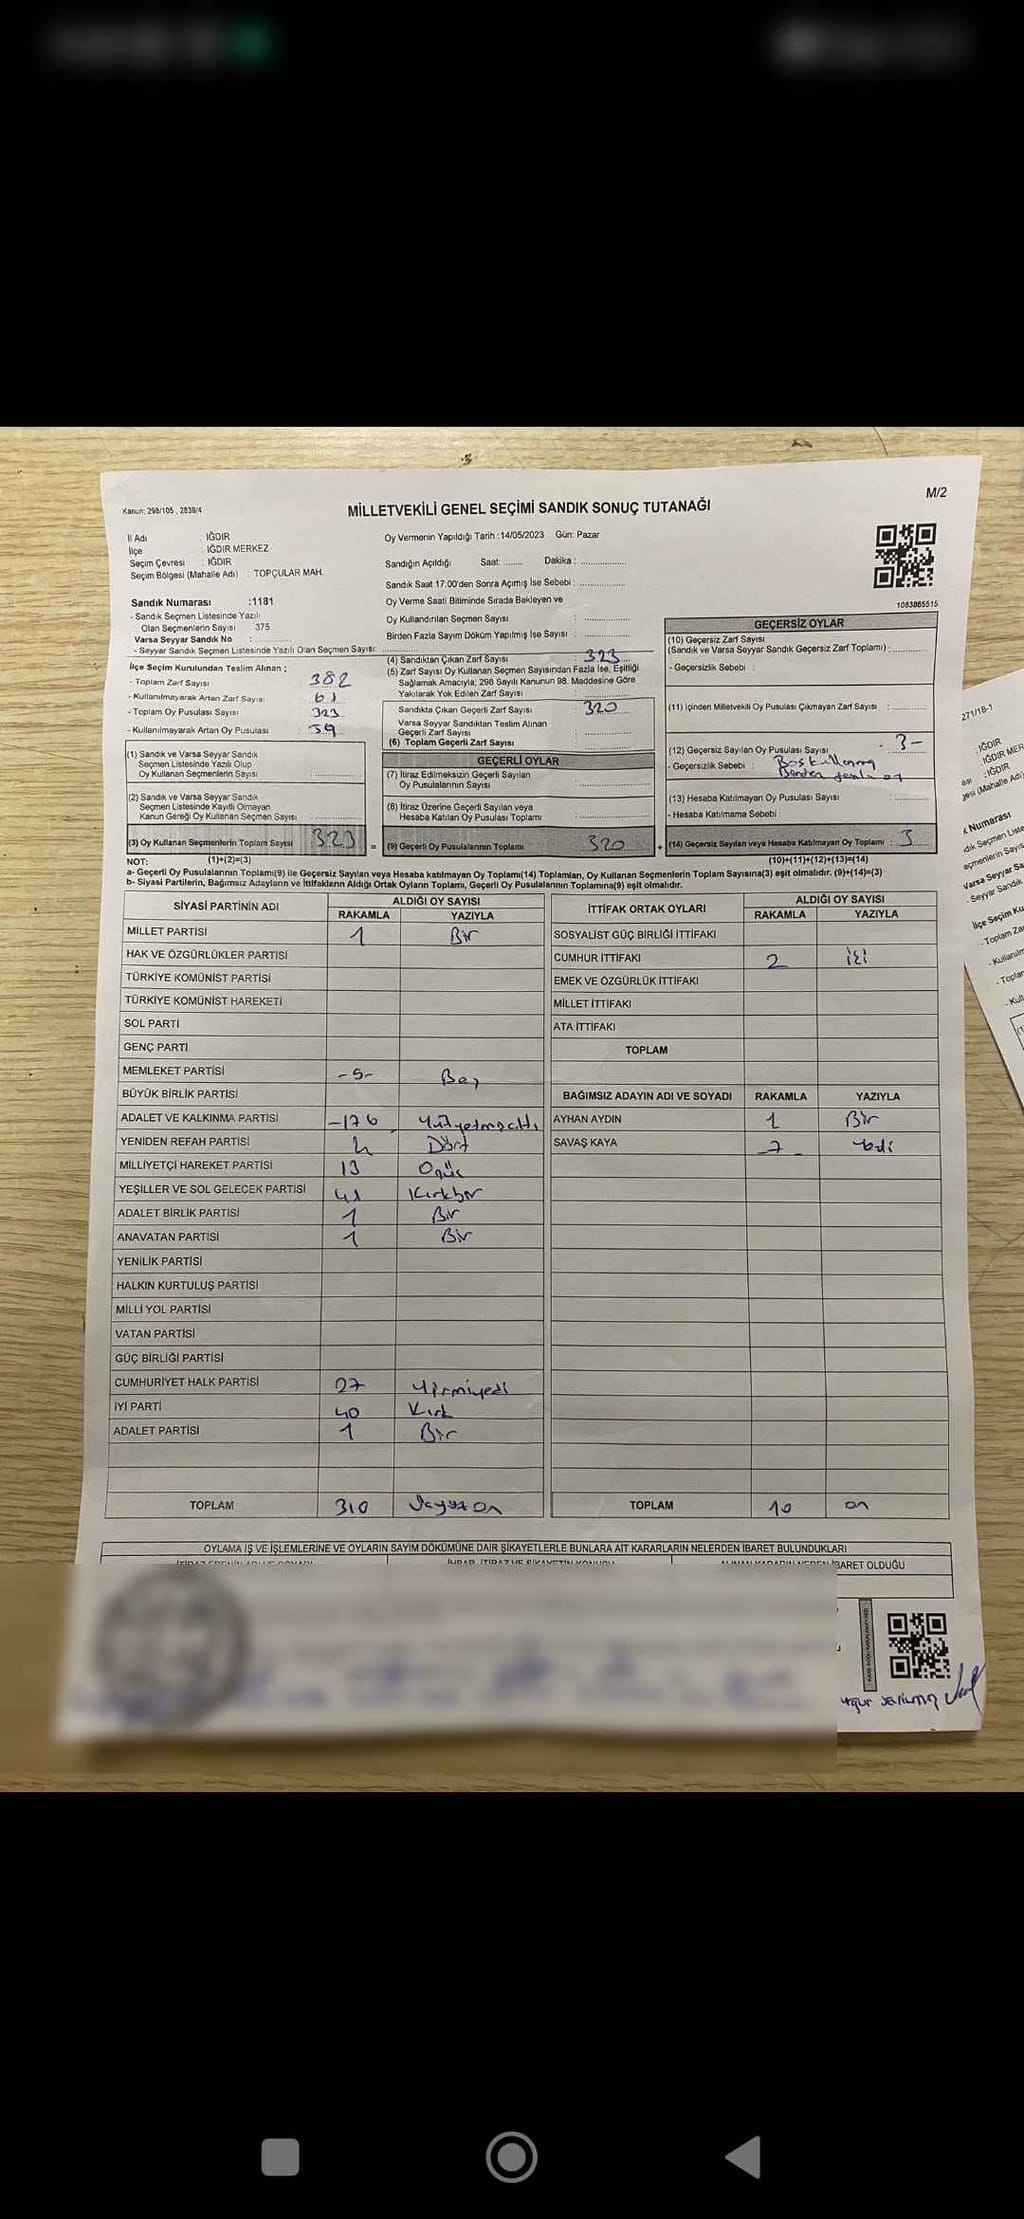 M/2
Kanun: 298/105 , 2839/4
MİLLETVEKİLİ GENEL SEÇİMİ SANDIK SONUÇ TUTANAĞI
İl Adı : IĞDIR
İlçe : IĞDIR MERKEZ
Seçim Çevresi : IĞDIR
Seçim Bölgesi (Mahalle Adı) : TOPÇULAR MAH.
Sandık Numarası :1181
- Sandık Seçmen Listesinde Yazılı
Olan Seçmenlerin Sayısı 375
Varsa Seyyar Sandık No :
- Seyyar Sandık Seçmen Listesinde Yazılı Olan Seçmen Sayısı:
İlçe Seçim Kurulundan Teslim Alınan ;
- Toplam Zarf Sayısı 382
- Kullanılmayarak Artan Zarf Sayısı 61
- Toplam Oy Pusulası Sayısı 323
- Kullanılmayarak Artan Oy Pusulası 59
Oy Vermenin Yapıldığı Tarih :14/05/2023 Gün: Pazar
Sandığın Açıldığı Saat: ....... Dakika :
Sandık Saat 17:00'den Sonra Açımış İse Sebebi :
Oy Verme Saati Bitiminde Sırada Bekleyen ve
Oy Kullandırılan Seçmen Sayısı :
Birden Fazla Sayım Döküm Yapılmış İse Sayısı :
(4) Sandıktan Çıkan Zarf Sayısı : 323
(5) Zarf Sayısı Oy Kullanan Seçmen Sayısından Fazla İse, Eşitliği
Sağlamak Amacıyla; 298 Sayılı Kanunun 98. Maddesine Göre
Yakılarak Yok Edilen Zarf Sayısı :
Sandıkta Çıkan Geçerli Zarf Sayısı : 320
Varsa Seyyar Sandıktan Teslim Alınan
Geçerli Zarf Sayısı :
(6) Toplam Geçerli Zarf Sayısı :
1083865515
GEÇERSİZ OYLAR
(10) Geçersiz Zarf Sayısı
(Sandık ve Varsa Seyyar Sandık Geçersiz Zarf Toplamı) :
- Geçersizlik Sebebi :
(11) İçinden Milletvekili Oy Pusulası Çıkmayan Zarf Sayısı :
(12) Geçersiz Sayılan Oy Pusulası Sayısı : 3-
- Geçersizlik Sebebi :
(13) Hesaba Katılmayan Oy Pusulası Sayısı :
- Hesaba Katılmama Sebebi :
(14) Geçersiz Sayılan veya Hesaba Katılmayan Oy Toplamı : 3
(10)+(11)+(12)+(13)=(14)
(1) Sandık ve Varsa Seyyar Sandık
Seçmen Listesinde Yazılı Olup
Oy Kullanan Seçmenlerin Sayısı :
(2) Sandık ve Varsa Seyyar Sandık
Seçmen Listesinde Kayıtlı Olmayan
Kanun Gereği Oy Kullanan Seçmen Sayısı :
(3) Oy Kullanan Seçmenlerin Toplam Sayısı : 323 =
(1)+(2)=(3)
GEÇERLİ OYLAR
(7) İtiraz Edilmeksizin Geçerli Sayılan
Oy Pusulalarının Sayısı :
(8) İtiraz Üzerine Geçerli Sayılan veya
Hesaba Katılan Oy Pusulası Toplamı :
(9) Geçerli Oy Pusulalarının Toplamı : 320 +
NOT:
a- Geçerli Oy Pusulalarının Toplamı(9) ile Geçersiz Sayılan veya Hesaba katılmayan Oy Toplamı(14) Toplamları, Oy Kullanan Seçmenlerin Toplam Sayısına(3) eşit olmalıdır. (9)+(14)=(3)
b- Siyasi Partilerin, Bağımsız Adayların ve İttifakların Aldığı Ortak Oyların Toplamı, Geçerli Oy Pusulalarının Toplamına(9) eşit olmalıdır.
SİYASİ PARTİNİN ADI ALDIĞI OY SAYISI
RAKAMLA YAZIYLA
MİLLET PARTİSİ 1 Bir
HAK VE ÖZGÜRLÜKLER PARTİSİ
TÜRKİYE KOMÜNİST PARTİSİ
TÜRKİYE KOMÜNİST HAREKETİ
SOL PARTİ
GENÇ PARTİ
MEMLEKET PARTİSİ -5- Beş
BÜYÜK BİRLİK PARTİSİ
ADALET VE KALKINMA PARTİSİ -176 Yüzyetmişaltı
YENİDEN REFAH PARTİSİ 4 Dört
MİLLİYETÇİ HAREKET PARTİSİ 13 Onüç
YEŞİLLER VE SOL GELECEK PARTİSİ 41 Kırkbir
ADALET BİRLİK PARTİSİ 1 Bir
ANAVATAN PARTİSİ 1 Bir
YENİLİK PARTİSİ
HALKIN KURTULUŞ PARTİSİ
MİLLİ YOL PARTİSİ
VATAN PARTİSİ
GÜÇ BİRLİĞİ PARTİSİ
CUMHURİYET HALK PARTİSİ 27 Yirmiyedi
İYİ PARTİ 40 Kırk
ADALET PARTİSİ 1 Bir
TOPLAM 310 üçyüz on
İTTİFAK ORTAK OYLARI ALDIĞI OY SAYISI
RAKAMLA YAZIYLA
SOSYALİST GÜÇ BİRLİĞİ İTTİFAKI
CUMHUR İTTİFAKI 2 iki
EMEK VE ÖZGÜRLÜK İTTİFAKI
MİLLET İTTİFAKI
ATA İTTİFAKI
TOPLAM
BAĞIMSIZ ADAYIN ADI VE SOYADI RAKAMLA YAZIYLA
AYHAN AYDIN 1 Bir
SAVAŞ KAYA 7 Yedi
TOPLAM 10 on
OYLAMA İŞ VE İŞLEMLERİNE VE OYLARIN SAYIM DÖKÜMÜNE DAİR ŞİKAYETLERLE BUNLARA AİT KARARLARIN NELERDEN İBARET BULUNDUKLARI
İBARET OLDUĞU
271/18-1
: IĞDIR
: IĞDIR MER
: IĞDIR
Numarası
Varsa Seyyar Sa
- Seyyar Sandık
İlçe Seçim Ku
- Toplam Za
- Kullanılm
- Toplar
- Kul